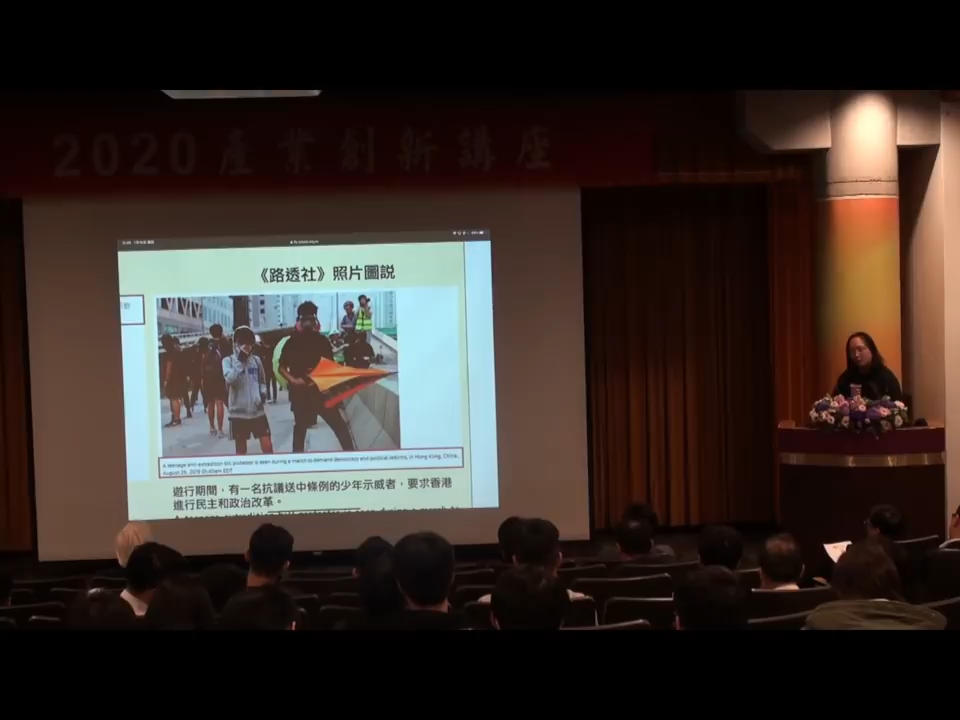 2020產業創新講座
《路透社》照片圖說
A teenage anti-extradition bill protester is seen during a march to demand democracy and political reforms, in Hong Kong, China,
August 25, 2019
遊行期間，有一名抗議送中條例的少年示威者，要求香港
進行民主和政治改革。